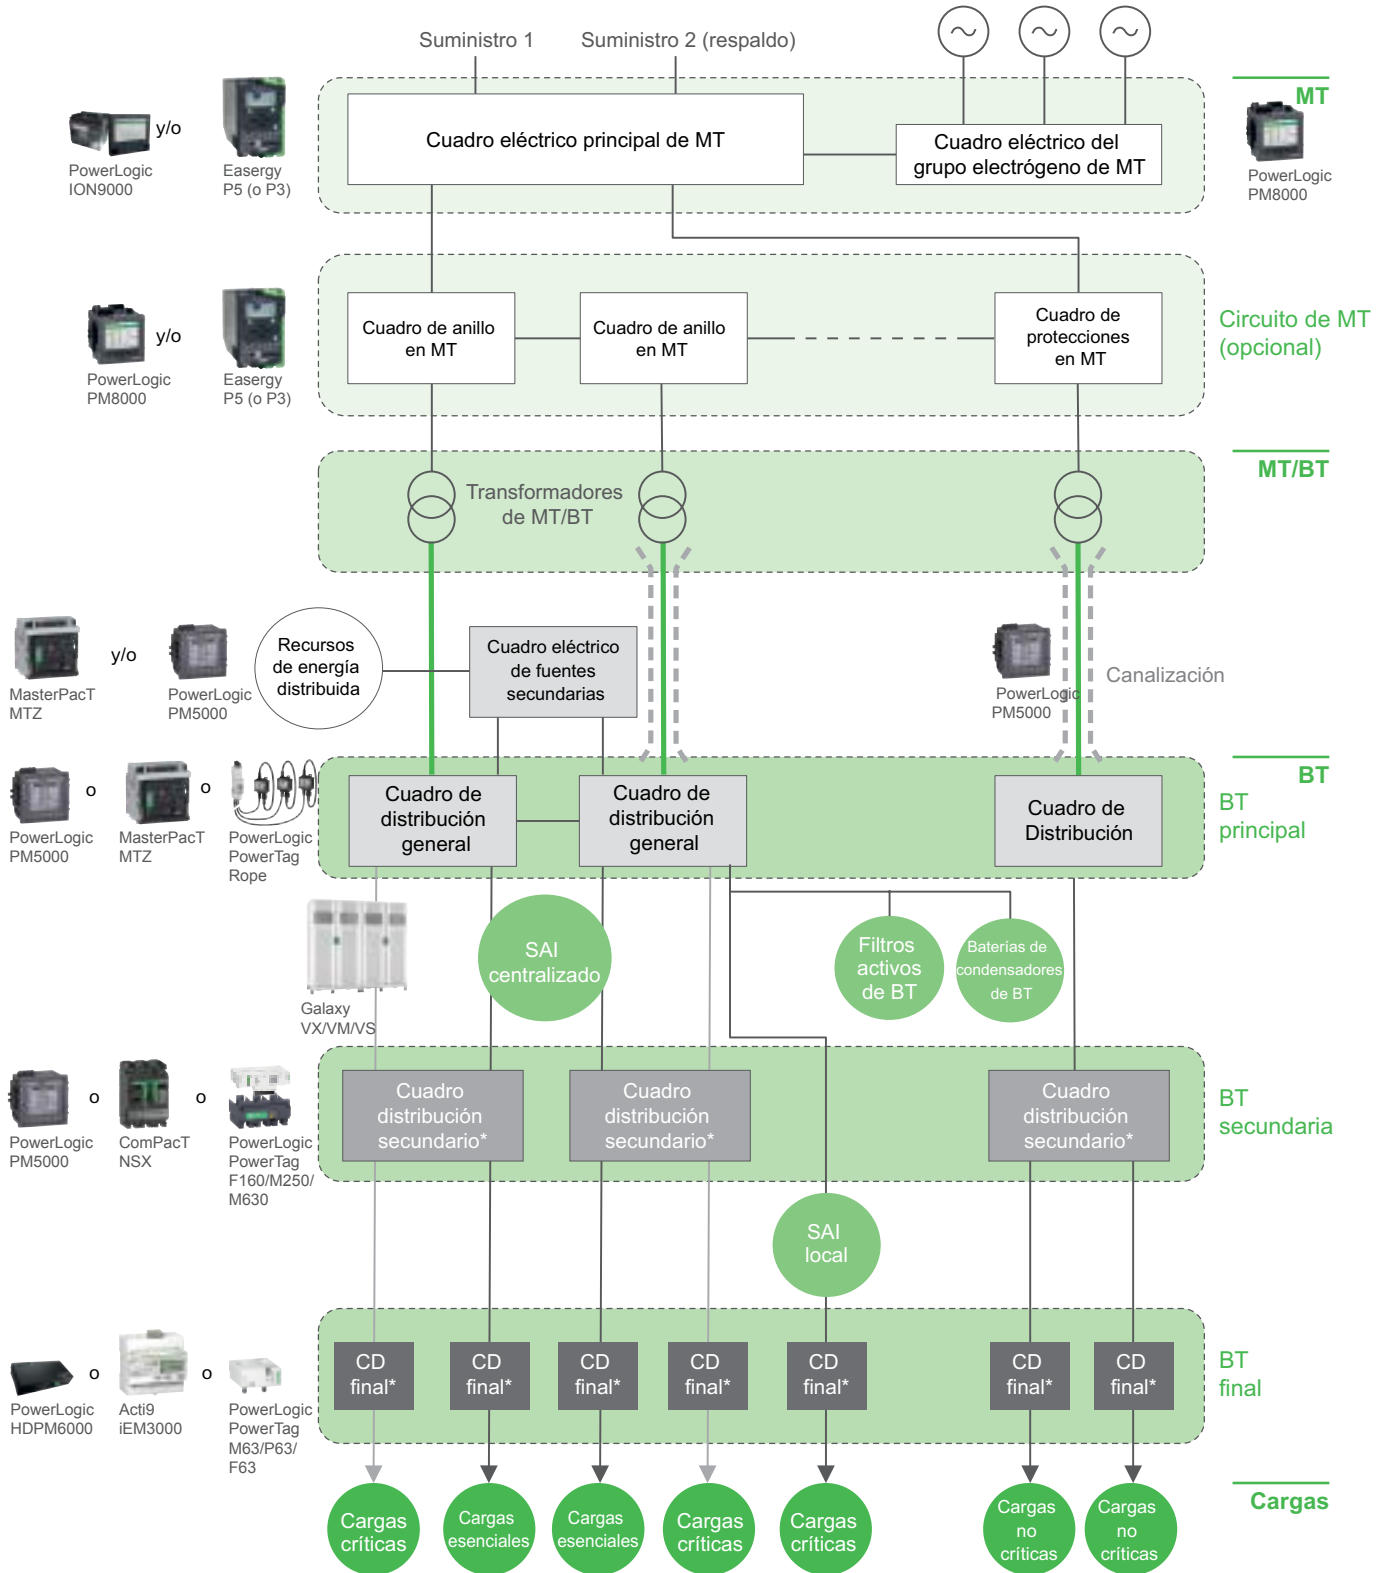 Suministro 1
Suministro 2 (respaldo)
MT
Cuadro eléctrico principal de MT
Cuadro eléctrico del
grupo electrógeno de MT
y/o
PowerLogic
ION9000
Easergy
P5 (o P3)
PowerLogic
PM8000
Cuadro de anillo
en MT
Cuadro de anillo
en MT
Cuadro de
protecciones
en MT
Circuito de MT
(opcional)
y/o
PowerLogic
PM8000
Easergy
P5 (o P3)
MT/BT
Transformadores
de MT/BT
Recursos
de energía
distribuida
Cuadro eléctrico
de fuentes
secundarias
y/o
MasterPacT
MTZ
PowerLogic
PM5000
PowerLogic
PM5000
Canalización
BT
BT
principal
Cuadro de
distribución
general
Cuadro de
distribución
general
Cuadro de
Distribución
o
o
PowerLogic
PM5000
MasterPacT
MTZ
PowerLogic
PowerTag
Rope
SAI
centralizado
Filtros
activos
de BT
Baterías de
condensadores
de BT
Galaxy
VX/VM/VS
Cuadro
distribución
secundario*
Cuadro
distribución
secundario*
Cuadro
distribución
secundario*
BT
secundaria
o
o
PowerLogic
PM5000
ComPacT
NSX
PowerLogic
PowerTag
F160/M250/
M630
SAI
local
CD
final*
CD
final*
CD
final*
CD
final*
CD
final*
CD
final*
CD
final*
BT
final
o
o
PowerLogic
HDPM6000
Acti9
iEM3000
PowerLogic
PowerTag
M63/P63/
F63
Cargas
Cargas
críticas
Cargas
esenciales
Cargas
esenciales
Cargas
críticas
Cargas
críticas
Cargas
no
críticas
Cargas
no
críticas